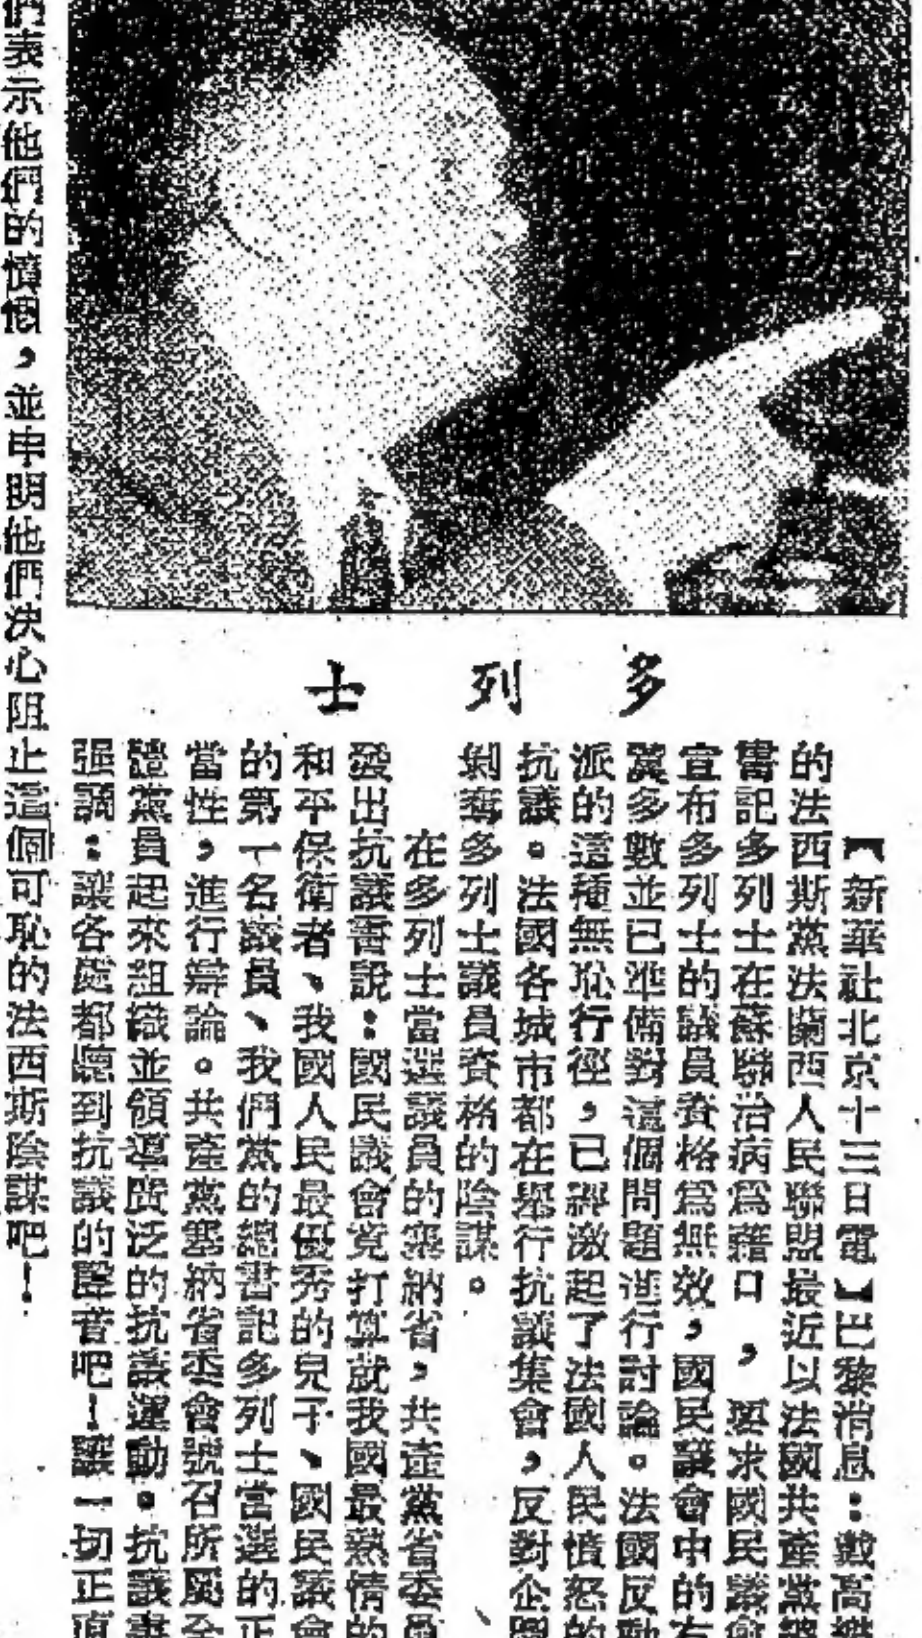 多列士
【新華社北京十三日電】巴黎消息：戴高樂
的法西斯黨法蘭西人民聯盟最近以法國共產黨總
書記多列士在蘇聯治病爲藉口，要求國民議會
宣布多列士的議員資格爲無效，國民議會中的右
翼多數並已準備對這個問題進行討論。法國反動
派的這種無恥行徑，已經激起了法國人民憤怒的
抗議。法國各城市都在舉行抗議集會，反對企圖
剝奪多列士議員資格的陰謀。
在多列士當選議員的塞納省，共產黨省委員
發出抗議書說：國民議會竟打算就我國最熱情的
和平保衛者、我國人民最優秀的兒子、國民議會
的第一名議員、我們黨的總書記多列士當選的正
當性，進行辯論。共產黨塞納省委會號召所屬全
體黨員起來組織並領導廣泛的抗議運動。抗議書
强調：讓各處都聽到抗議的聲音吧！讓一切正直
們表示他們的憤恨，並申明他們决心阻止這個可恥的法西斯陰謀吧！